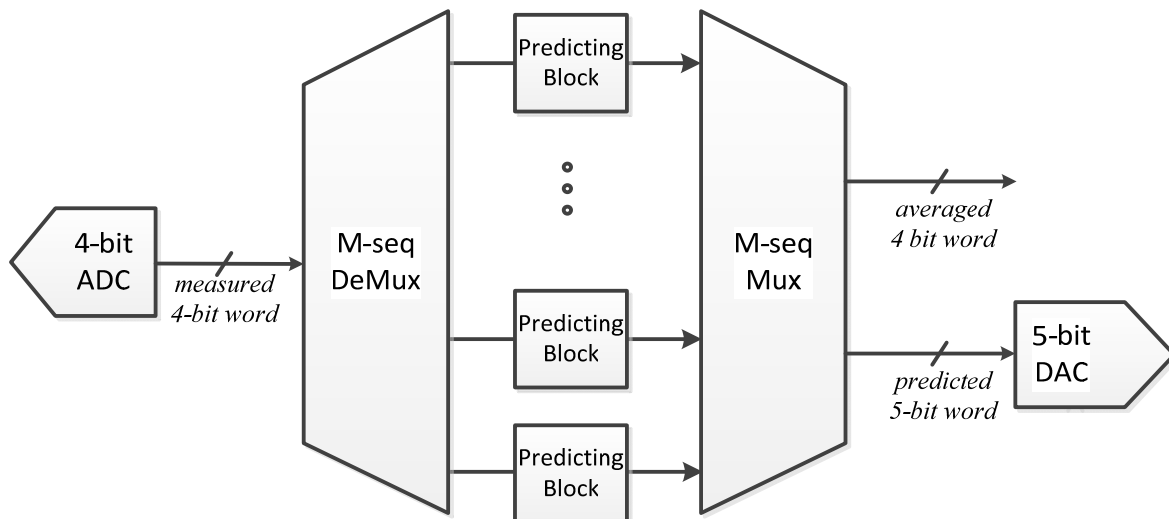 Predicting
Block
averaged
4 bit word
4-bit
ADC
measured
4-bit word
M-seq
DeMux
M-seq
Mux
Predicting
Block
5-bit
DAC
predicted
5-bit word
Predicting
Block